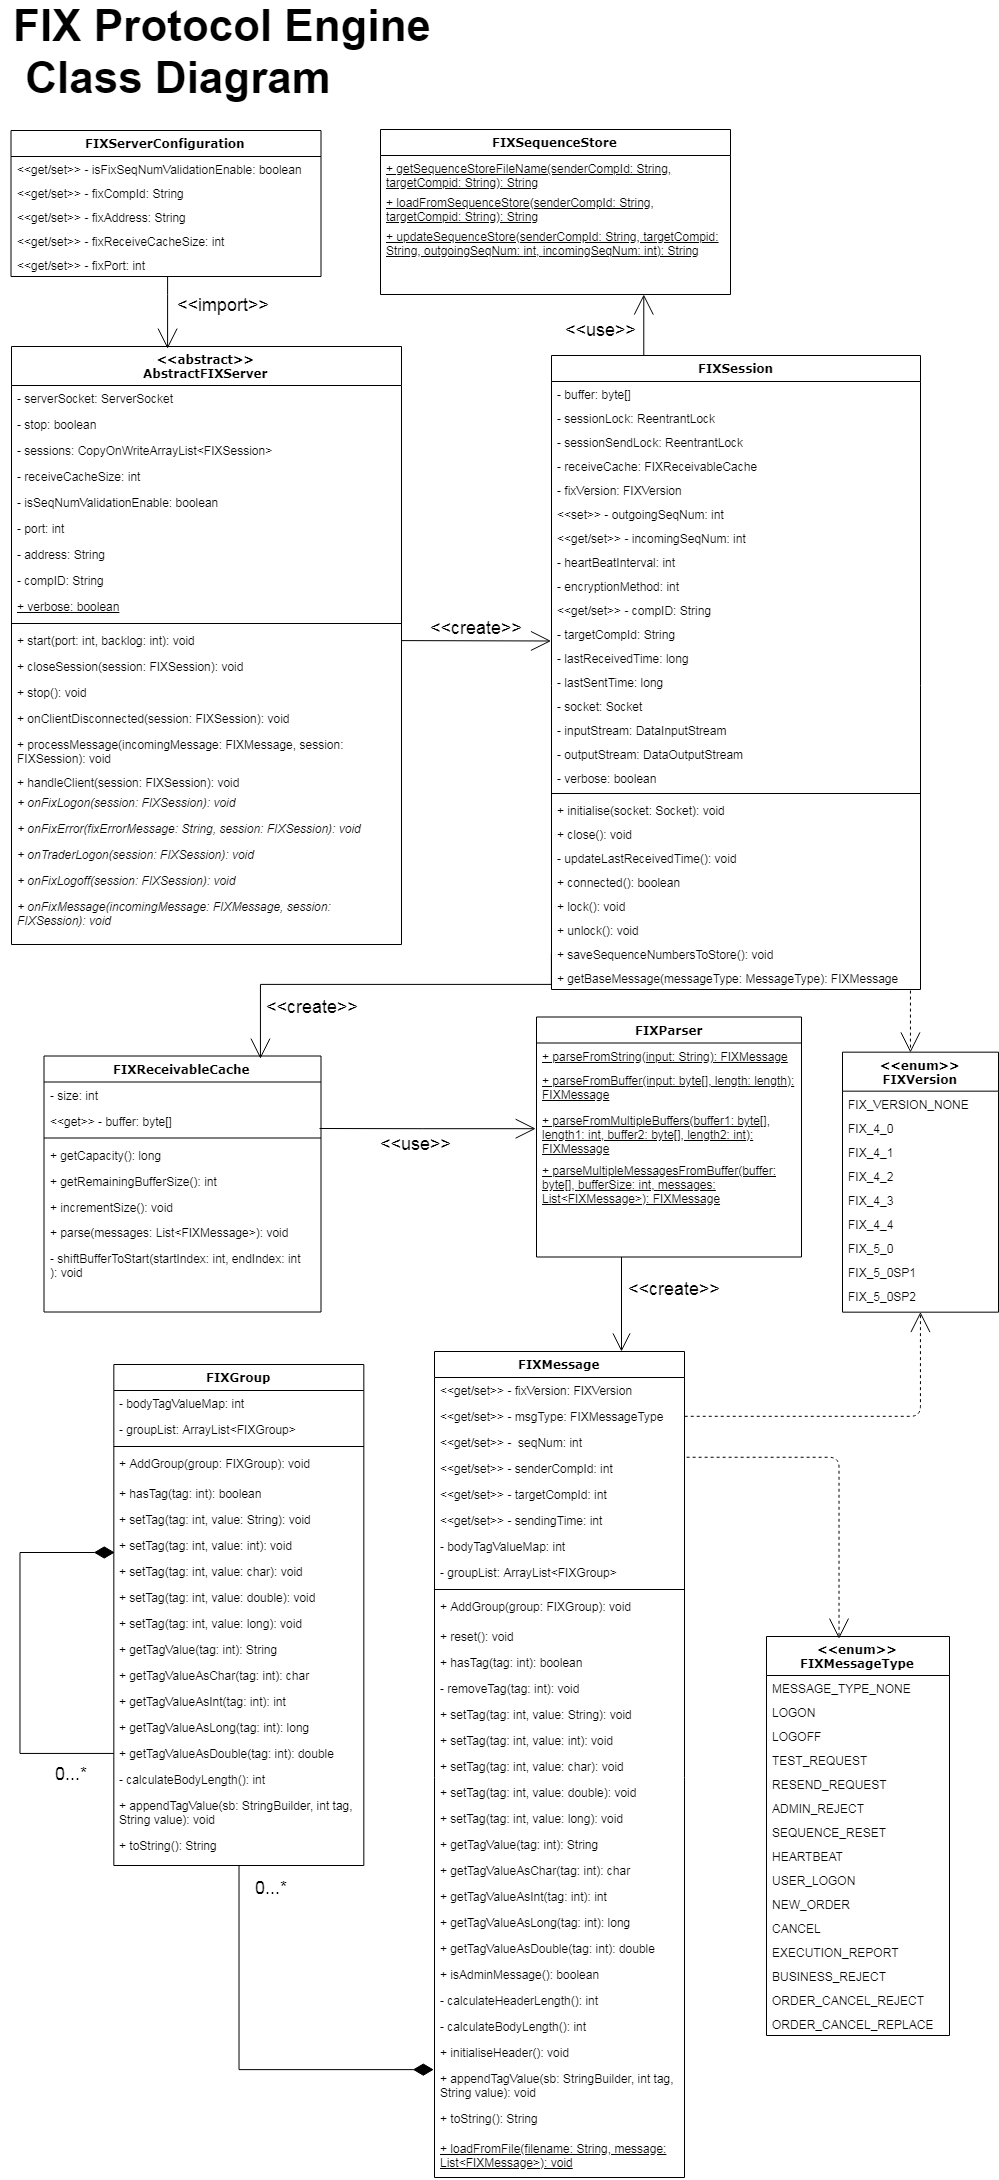 FIX Protocol Engine
Class Diagram
FIXServerConfiguration
<<get/set>> - isFixSeqNumValidationEnable: boolean
<<get/set>> - fixCompId: String
<<get/set>> - fixAddress: String
<<get/set>> - fixReceiveCacheSize: int
<<get/set>> - fixPort: int
<<import>>
FIXSequenceStore
+ getSequenceStoreFileName(senderCompId: String,
targetCompid: String): String
+ loadFromSequenceStore(senderCompId: String,
targetCompid: String): String
+ updateSequenceStore(senderCompId: String, targetCompid:
String, outgoingSeqNum: int, incomingSeqNum: int): String
<<use>>
<<abstract>>
AbstractFIXServer
- serverSocket: ServerSocket
- stop: boolean
- sessions: CopyOnWriteArrayList<FIXSession>
- receiveCacheSize: int
- isSeqNumValidationEnable: boolean
- port: int
- address: String
- compID: String
+ verbose: boolean
+ start(port: int, backlog: int): void
+ closeSession(session: FIXSession): void
+ stop(): void
+ onClientDisconnected(session: FIXSession): void
+ processMessage(incomingMessage: FIXMessage, session:
FIXSession): void
+ handleClient(session: FIXSession): void
+ onFixLogon(session: FIXSession): void
+ onFixError(fixErrorMessage: String, session: FIXSession): void
+ onTraderLogon(session: FIXSession): void
+ onFixLogoff(session: FIXSession): void
+ onFixMessage(incomingMessage: FIXMessage, session:
FIXSession): void
<<create>>
FIXSession
- buffer: byte[]
- sessionLock: ReentrantLock
- sessionSendLock: ReentrantLock
- receiveCache: FIXReceivableCache
- fixVersion: FIXVersion
<<set>> - outgoingSeqNum: int
<<get/set>> - incomingSeqNum: int
- heartBeatInterval: int
- encryptionMethod: int
<<get/set>> - compID: String
- targetCompId: String
- lastReceivedTime: long
- lastSentTime: long
- socket: Socket
- inputStream: DataInputStream
- outputStream: DataOutputStream
- verbose: boolean
+ initialise(socket: Socket): void
+ close(): void
- updateLastReceivedTime(): void
+ connected(): boolean
+ lock(): void
+ unlock(): void
+ saveSequenceNumbersToStore(): void
+ getBaseMessage(messageType: MessageType): FIXMessage
<<create>>
FIXReceivableCache
- size: int
<<get>> - buffer: byte[]
+ getCapacity(): long
+ getRemainingBufferSize(): int
+ incrementSize(): void
+ parse(messages: List<FIXMessage>): void
- shiftBufferToStart(startIndex: int, endIndex: int
): void
<<use>>
FIXParser
+ parseFromString(input: String): FIXMessage
+ parseFromBuffer(input: byte[], length: length):
FIXMessage
+ parseFromMultipleBuffers(buffer1: byte[],
length1: int, buffer2: byte[], length2: int):
FIXMessage
+ parseMultipleMessagesFromBuffer(buffer:
byte[], bufferSize: int, messages:
List<FIXMessage>): FIXMessage
<<create>>
<<enum>>
FIXVersion
FIX_VERSION_NONE
FIX_4_0
FIX_4_1
FIX_4_2
FIX_4_3
FIX_4_4
FIX_5_0
FIX_5_0SP1
FIX_5_0SP2
FIXGroup
- bodyTagValueMap: int
- groupList: ArrayList<FIXGroup>
+ AddGroup(group: FIXGroup): void
+ hasTag(tag: int): boolean
+ setTag(tag: int, value: String): void
+ setTag(tag: int, value: int): void
+ setTag(tag: int, value: char): void
+ setTag(tag: int, value: double): void
+ setTag(tag: int, value: long): void
+ getTagValue(tag: int): String
+ getTagValueAsChar(tag: int): char
+ getTagValueAsInt(tag: int): int
+ getTagValueAsLong(tag: int): long
+ getTagValueAsDouble(tag: int): double
- calculateBodyLength(): int
+ appendTagValue(sb: StringBuilder, int tag,
String value): void
+ toString(): String
0...*
0...*
FIXMessage
<<get/set>> - fixVersion: FIXVersion
<<get/set>> - msgType: FIXMessageType
<<get/set>> -  seqNum: int
<<get/set>> - senderCompId: int
<<get/set>> - targetCompId: int
<<get/set>> - sendingTime: int
- bodyTagValueMap: int
- groupList: ArrayList<FIXGroup>
+ AddGroup(group: FIXGroup): void
+ reset(): void
+ hasTag(tag: int): boolean
- removeTag(tag: int): void
+ setTag(tag: int, value: String): void
+ setTag(tag: int, value: int): void
+ setTag(tag: int, value: char): void
+ setTag(tag: int, value: double): void
+ setTag(tag: int, value: long): void
+ getTagValue(tag: int): String
+ getTagValueAsChar(tag: int): char
+ getTagValueAsInt(tag: int): int
+ getTagValueAsLong(tag: int): long
+ getTagValueAsDouble(tag: int): double
+ isAdminMessage(): boolean
- calculateHeaderLength(): int
- calculateBodyLength(): int
+ initialiseHeader(): void
+ appendTagValue(sb: StringBuilder, int tag,
String value): void
+ toString(): String
+ loadFromFile(filename: String, message:
List<FIXMessage>): void
<<enum>>
FIXMessageType
MESSAGE_TYPE_NONE
LOGON
LOGOFF
TEST_REQUEST
RESEND_REQUEST
ADMIN_REJECT
SEQUENCE_RESET
HEARTBEAT
USER_LOGON
NEW_ORDER
CANCEL
EXECUTION_REPORT
BUSINESS_REJECT
ORDER_CANCEL_REJECT
ORDER_CANCEL_REPLACE